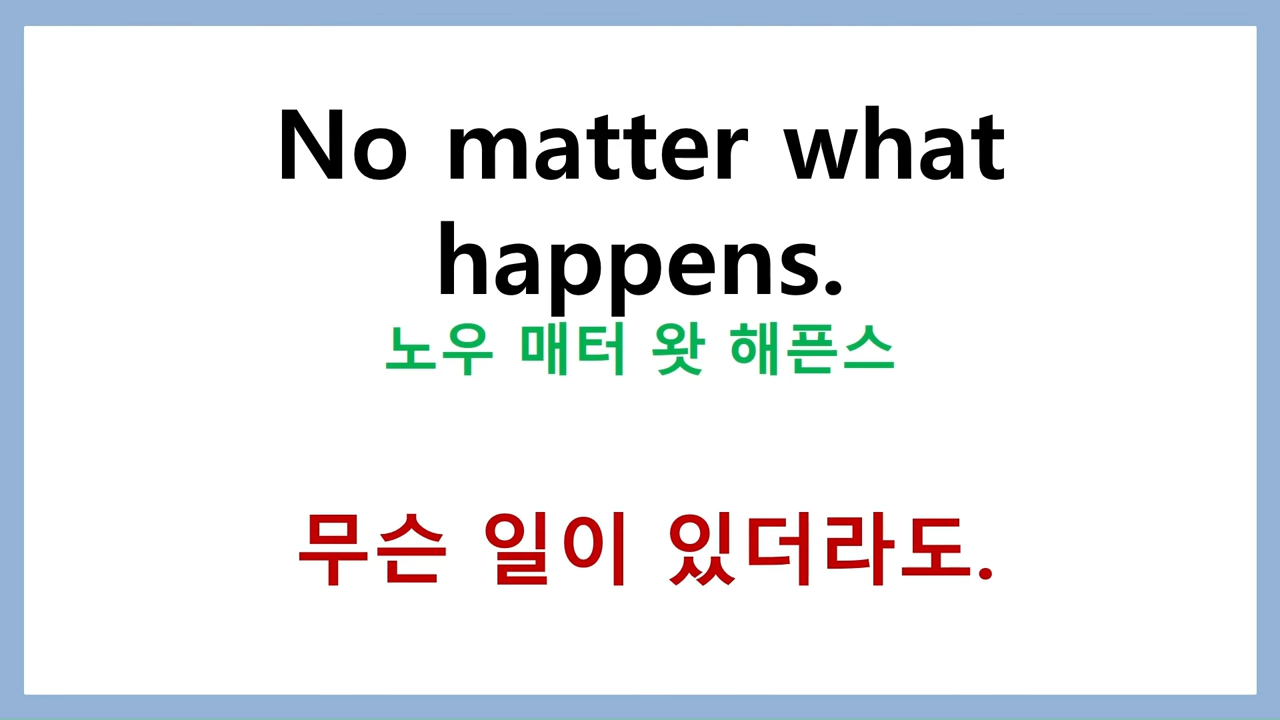 No matter what
happens.
노우 매터 왓 해픈스
무슨 일이 있더라도.